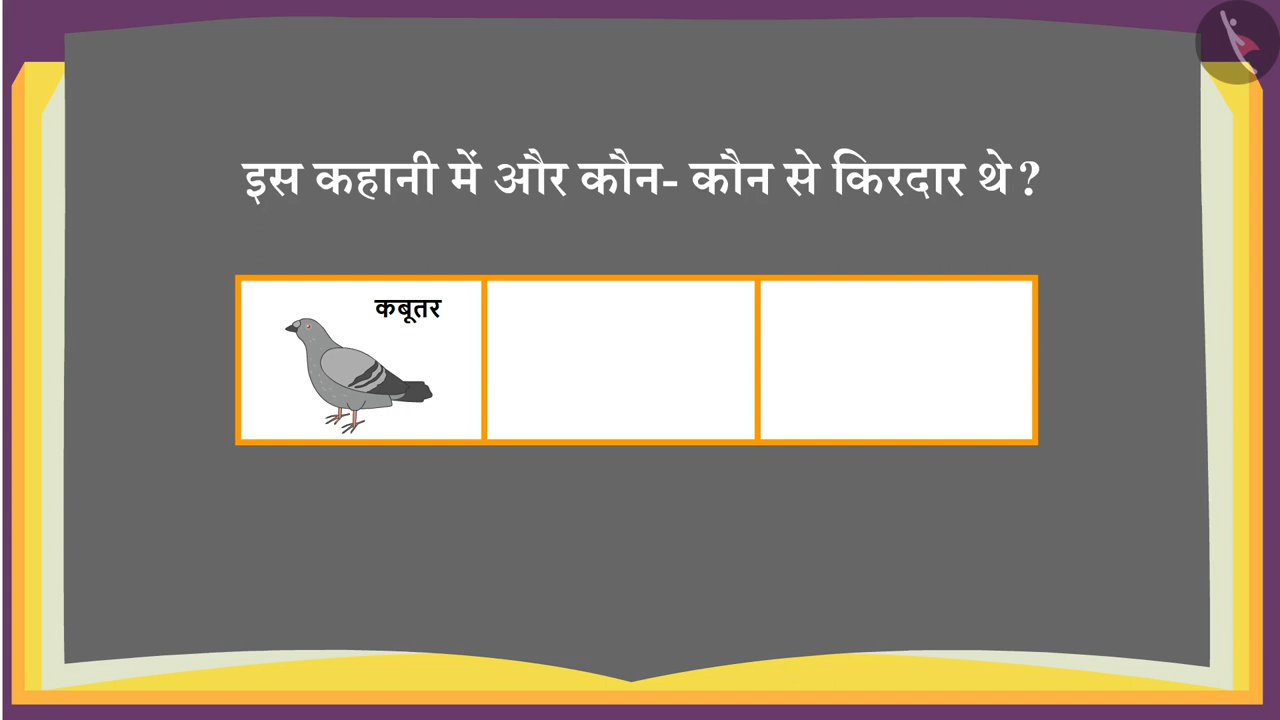 इस कहानी में और कौन- कौन से किरदार थे?
कबूतर